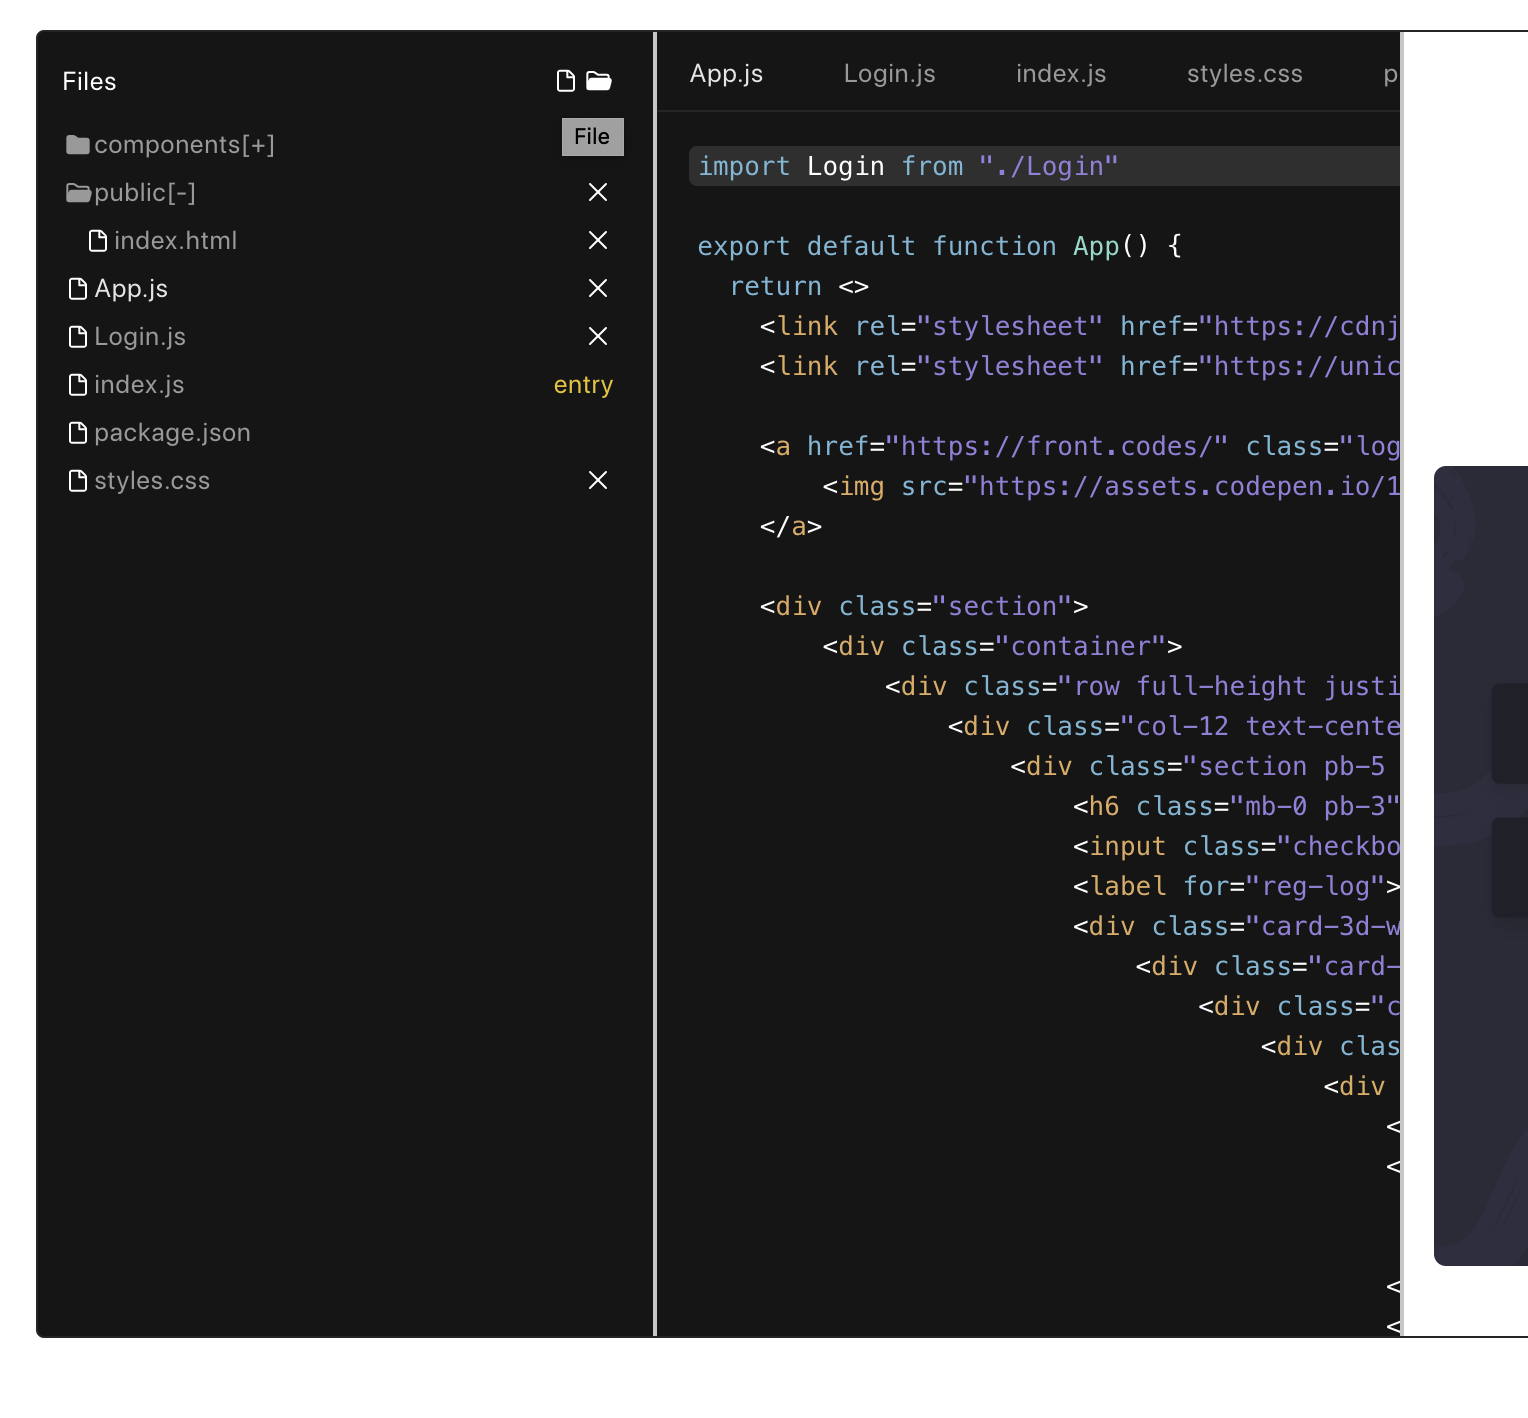 Files
File
components[+]
public[-]
index.html
App.js
Login.js
index.js entry
package.json
styles.css
App.js Login.js index.js styles.css p
import Login from "./Login"
export default function App() {
return <>
<link rel="stylesheet" href="https://cdnj
<link rel="stylesheet" href="https://unic
<a href="https://front.codes/" class="log
<img src="https://assets.codepen.io/1
</a>
<div class="section">
<div class="container">
<div class="row full-height justi
<div class="col-12 text-cente
<div class="section pb-5
<h6 class="mb-0 pb-3"
<input class="checkbo
<label for="reg-log">
<div class="card-3d-w
<div class="card-
<div class="c
<div clas
<div
<
<
<
<